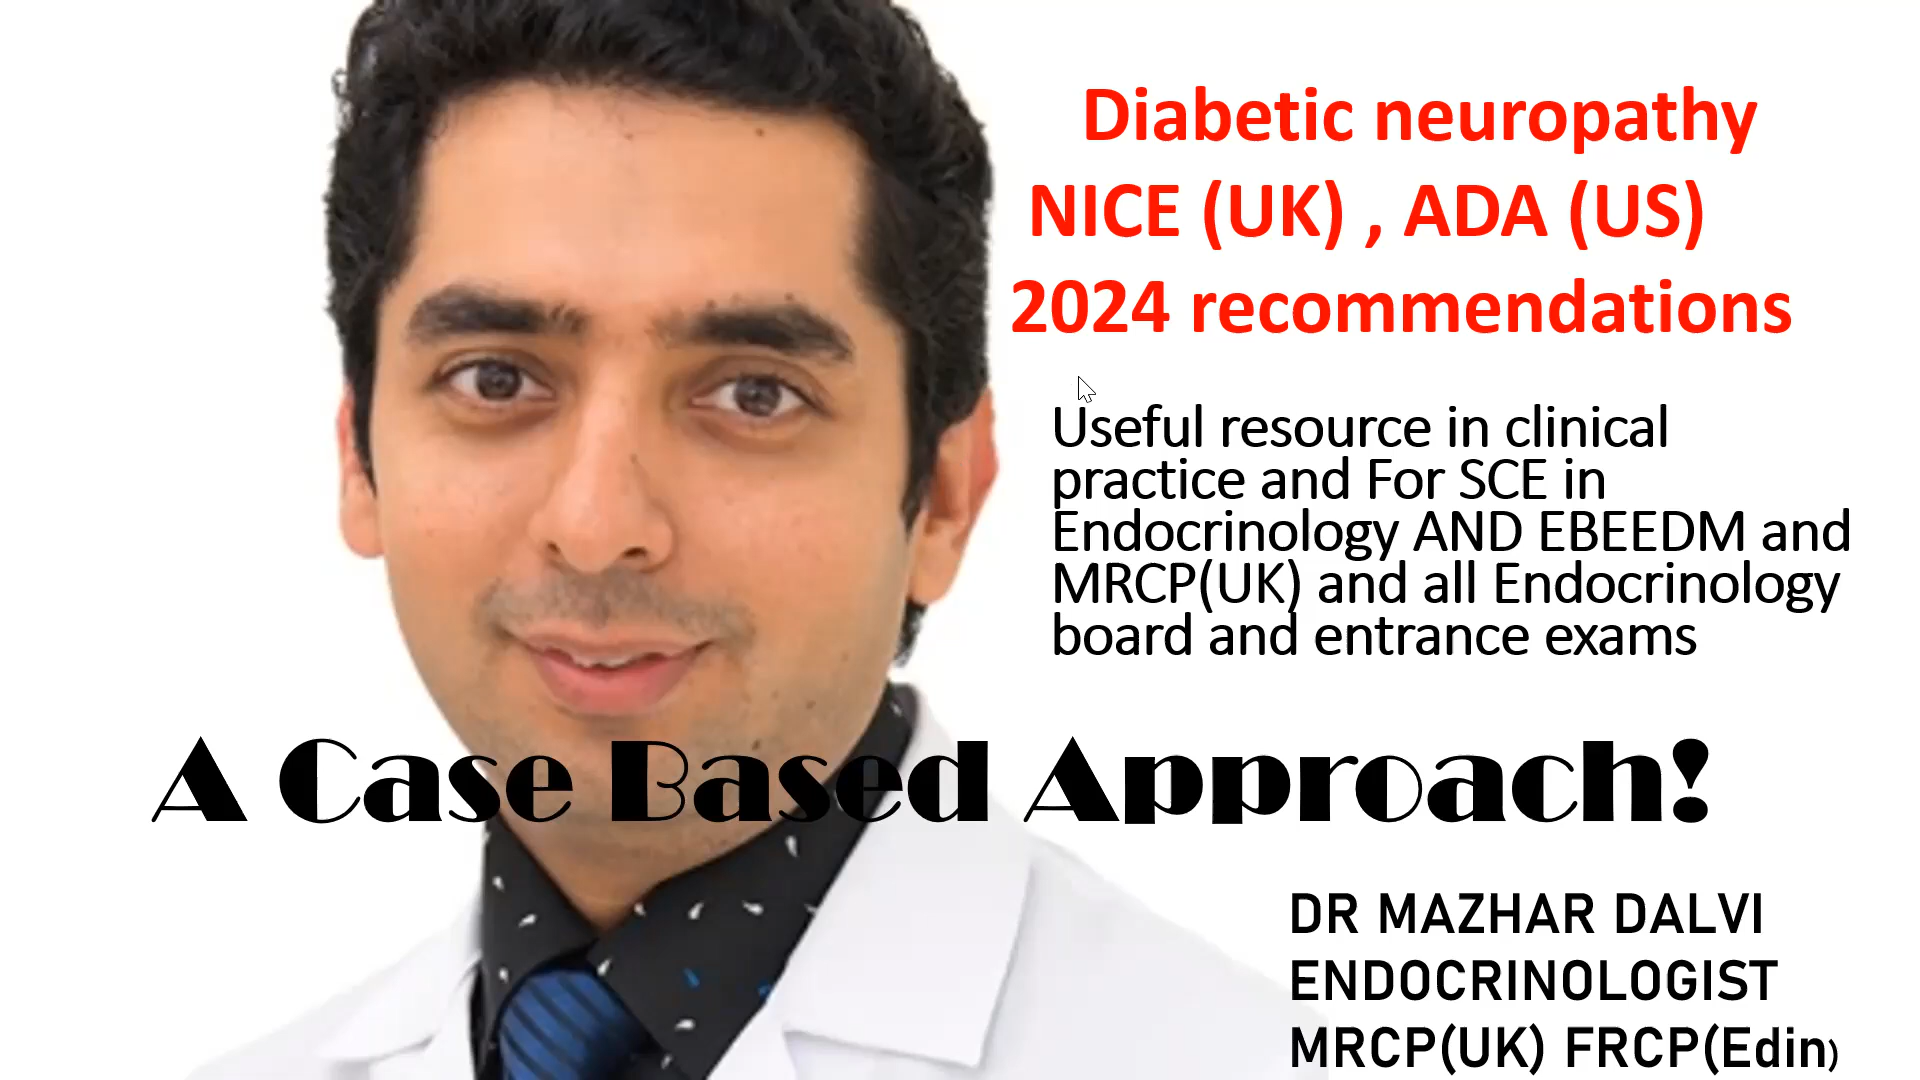 Diabetic neuropathy
NICE (UK) , ADA (US)
2024 recommendations
Useful resource in clinical
practice and For SCE in
Endocrinology AND EBEEDM and
MRCP(UK) and all Endocrinology
board and entrance exams
A Case Based Approach!
DR MAZHAR DALVI
ENDOCRINOLOGIST
MRCP(UK) FRCP(Edin)